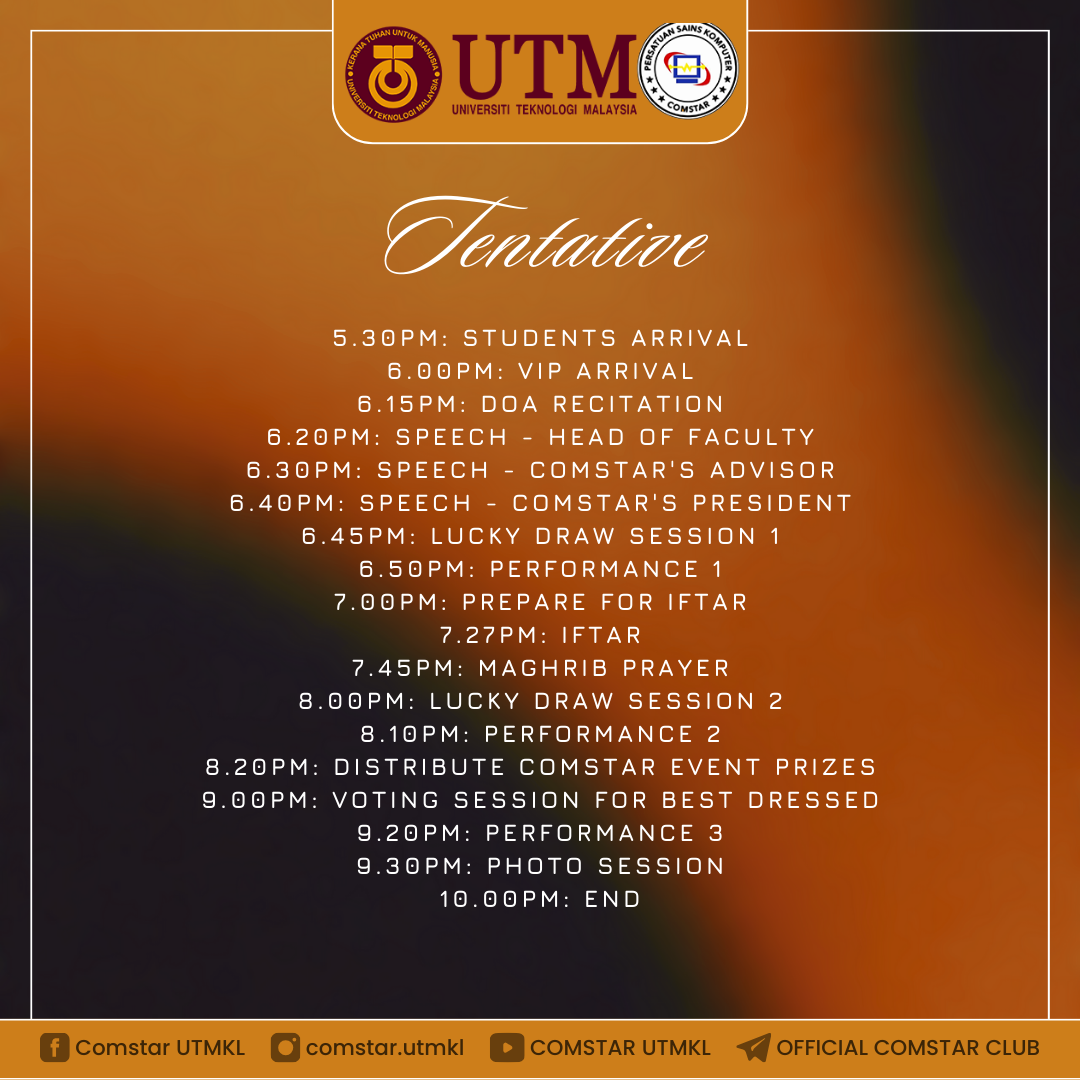 KERANA TUHAN UNTUK MANUSIA
UNIVERSITI TEKNOLOGI MALAYSIA
UTM
UNIVERSITI TEKNOLOGI MALAYSIA
PERSATUAN SAINS KOMPUTER
COMSTAR
Tentative
5.30PM: STUDENTS ARRIVAL
6.00PM: VIP ARRIVAL
6.15PM: DOA RECITATION
6.20PM: SPEECH - HEAD OF FACULTY
6.30PM: SPEECH - COMSTAR'S ADVISOR
6.40PM: SPEECH - COMSTAR'S PRESIDENT
6.45PM: LUCKY DRAW SESSION 1
6.50PM: PERFORMANCE 1
7.00PM: PREPARE FOR IFTAR
7.27PM: IFTAR
7.45PM: MAGHRIB PRAYER
8.00PM: LUCKY DRAW SESSION 2
8.10PM: PERFORMANCE 2
8.20PM: DISTRIBUTE COMSTAR EVENT PRIZES
9.00PM: VOTING SESSION FOR BEST DRESSED
9.20PM: PERFORMANCE 3
9.30PM: PHOTO SESSION
10.00PM: END
Comstar UTMKL comstar.utmkl COMSTAR UTMKL OFFICIAL COMSTAR CLUB